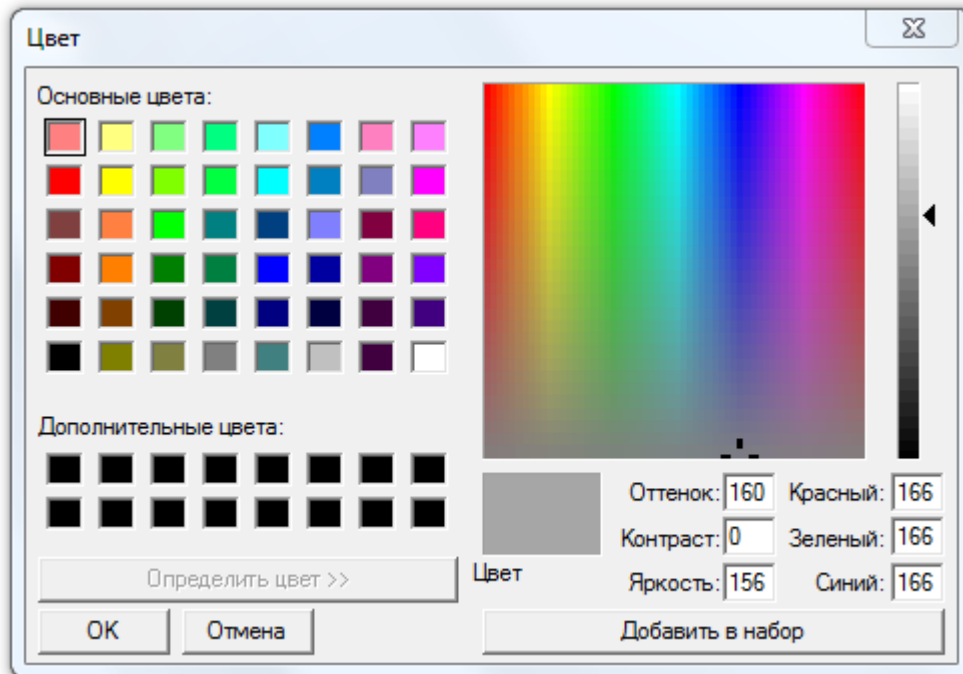 Цвет
Основные цвета:
Дополнительные цвета:
Определить цвет >>
OK
Отмена
Цвет
Оттенок: 160
Красный: 166
Контраст: 0
Зеленый: 166
Яркость: 156
Синий: 166
Добавить в набор